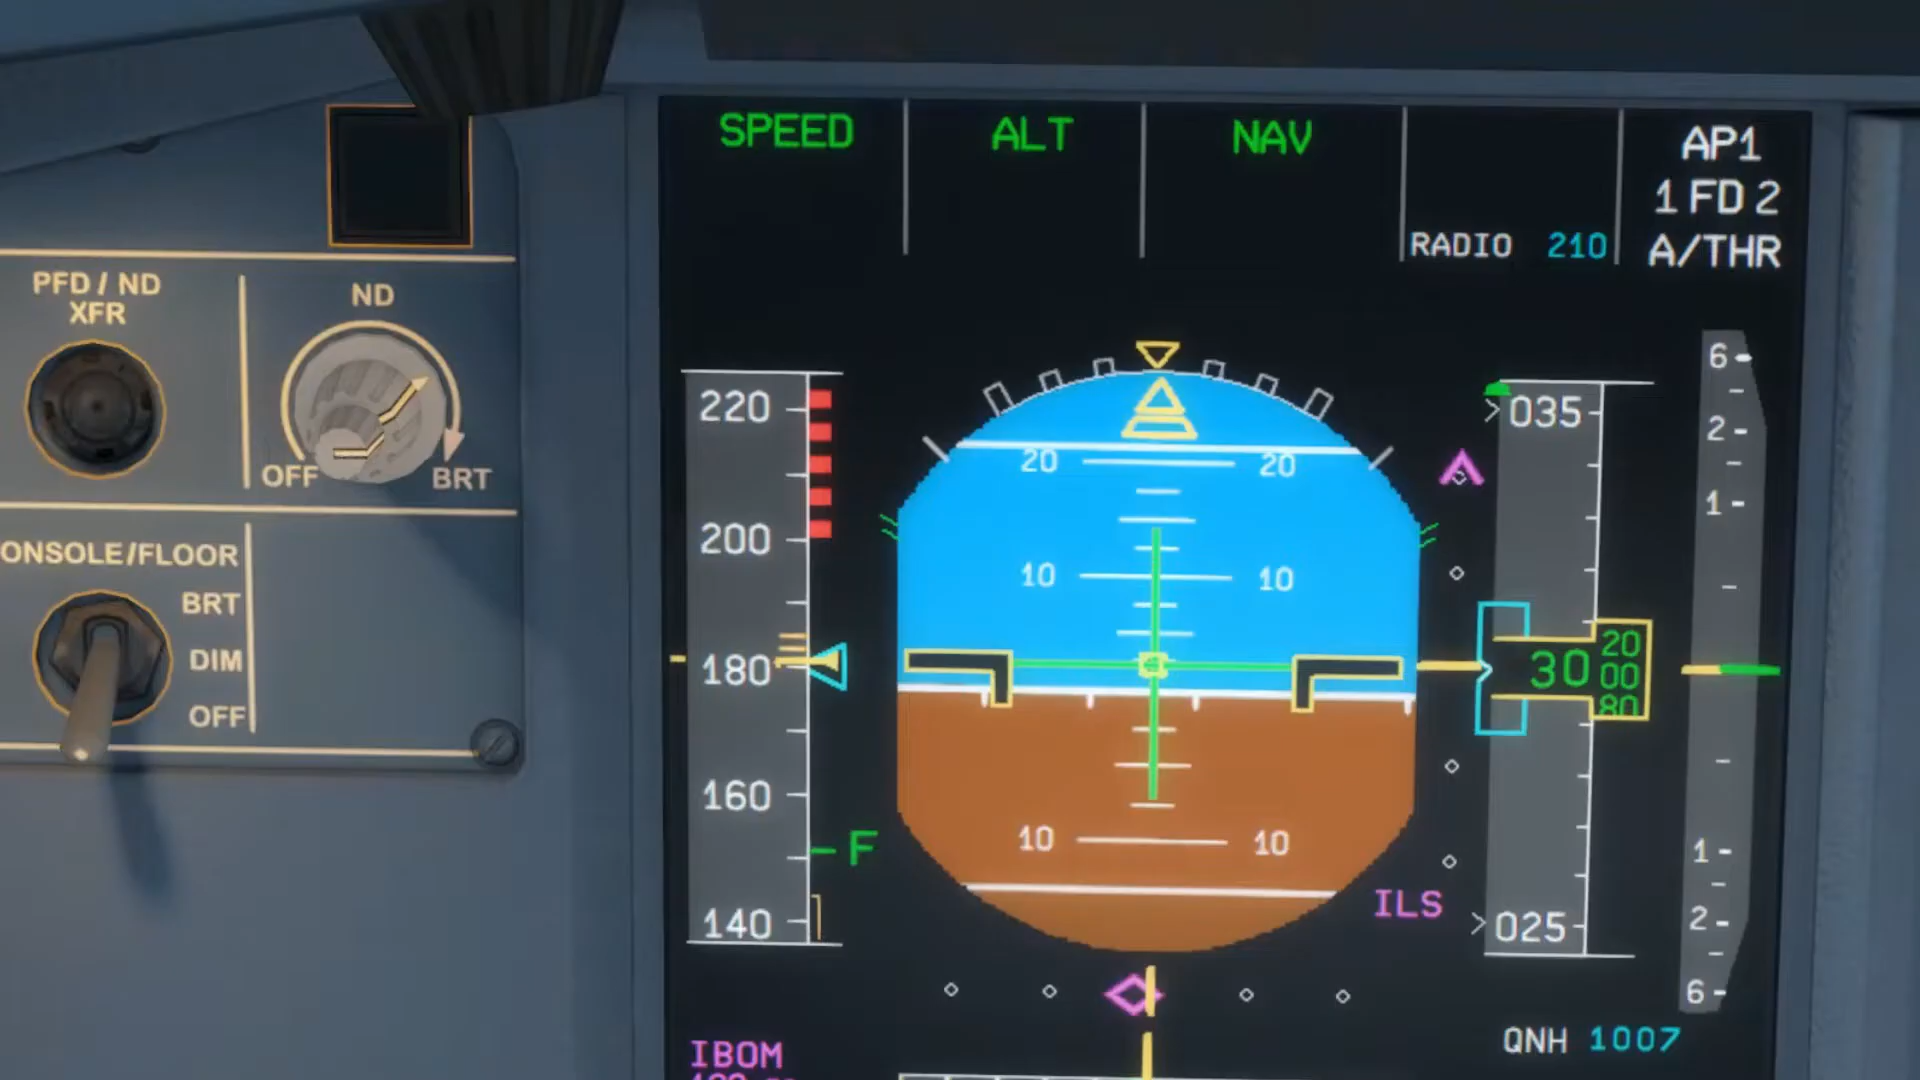 SPEED ALT NAV
AP1
1 FD 2
RADIO 210
A/THR
PFD / ND
XFR
ND
OFF
BRT
ONSOLE/FLOOR
BRT
DIM
OFF
220
200
180
160
140
F
20 20
10 10
10 10
035
30
20
00
80
025
6
2
1
1
2
6
ILS
IBOM
QNH 1007